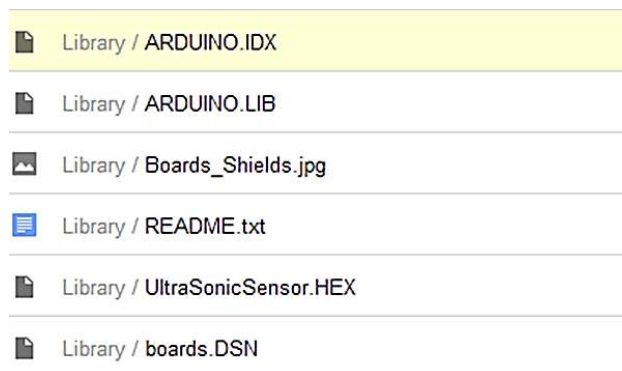 Library / ARDUINO.IDX
Library / ARDUINO.LIB
Library / Boards_Shields.jpg
Library / README.txt
Library / UltraSonicSensor.HEX
Library / boards.DSN